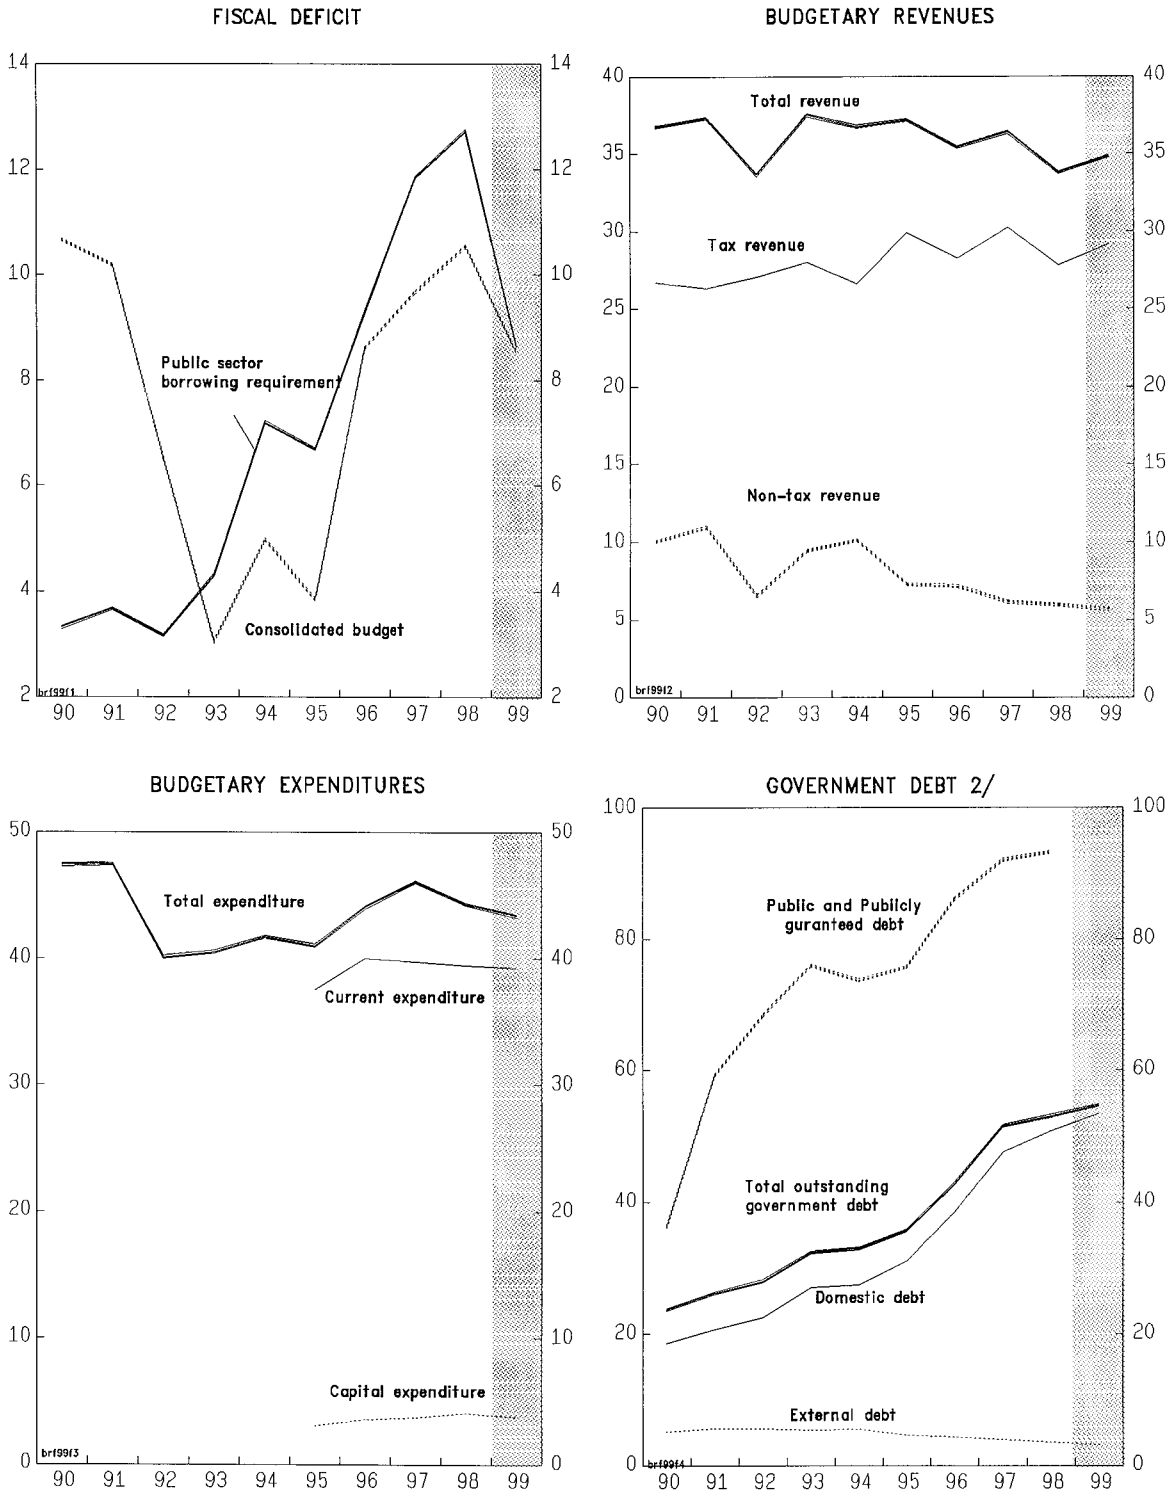 FISCAL DEFICIT
14
12
10
8
6
4
2
14
12
10
8
6
4
2
Public sector
borrowing requirement
Consolidated budget
brf99f1
90 91 92 93 94 95 96 97 98 99
BUDGETARY REVENUES
40
35
30
25
20
15
10
5
0
40
35
30
25
20
15
10
5
0
Total revenue
Tax revenue
Non-tax revenue
brf99f2
90 91 92 93 94 95 96 97 98 99
BUDGETARY EXPENDITURES
50
40
30
20
10
0
50
40
30
20
10
0
Total expenditure
Current expenditure
Capital expenditure
brf99f3
90 91 92 93 94 95 96 97 98 99
GOVERNMENT DEBT 2/
100
80
60
40
20
0
100
80
60
40
20
0
Public and Publicly
guranteed debt
Total outstanding
government debt
Domestic debt
External debt
brf99f4
90 91 92 93 94 95 96 97 98 99